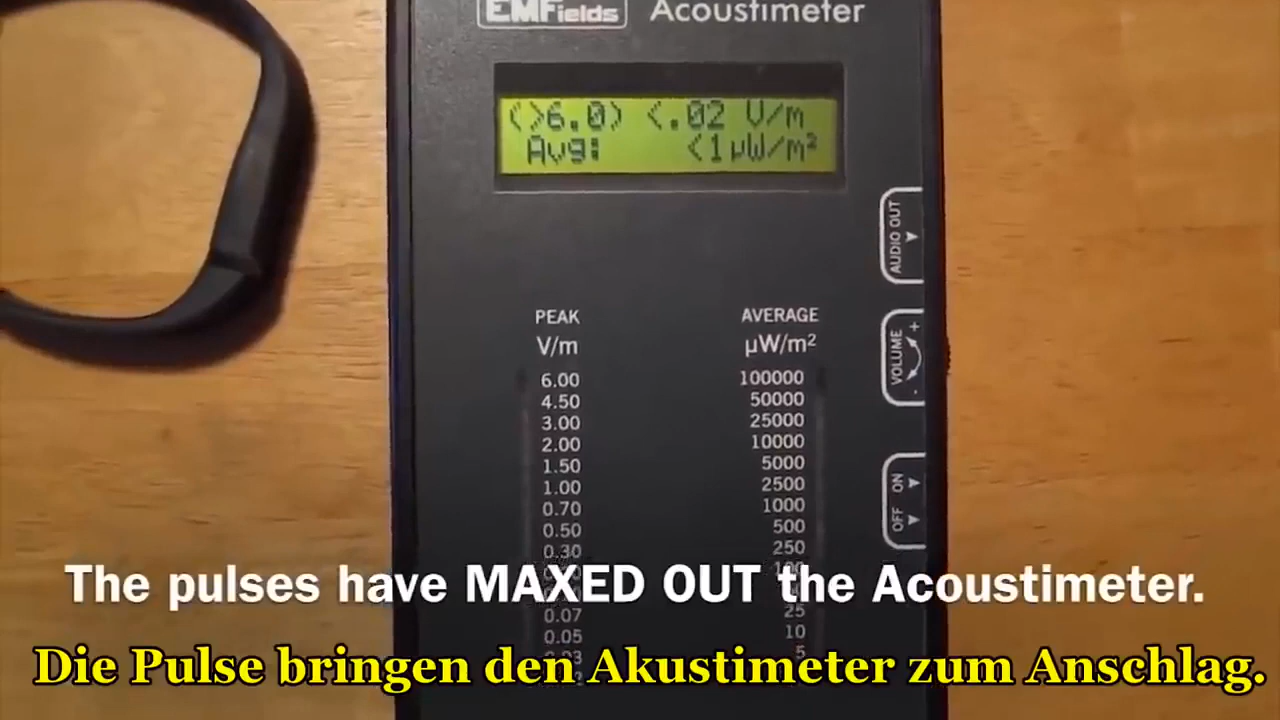 EMFields Acoustimeter
(>6.0) <.02 V/m
Avg: <1µW/m²
AUDIO OUT
PEAK AVERAGE
V/m µW/m²
VOLUME
+
-
6.00 100000
4.50 50000
3.00 25000
2.00 10000
1.50 5000
1.00 2500
0.70 1000
0.50 500
0.30 250
OFF ON
The pulses have MAXED OUT the Acoustimeter.
0.07 25
0.05 10
Die Pulse bringen den Akustimeter zum Anschlag.